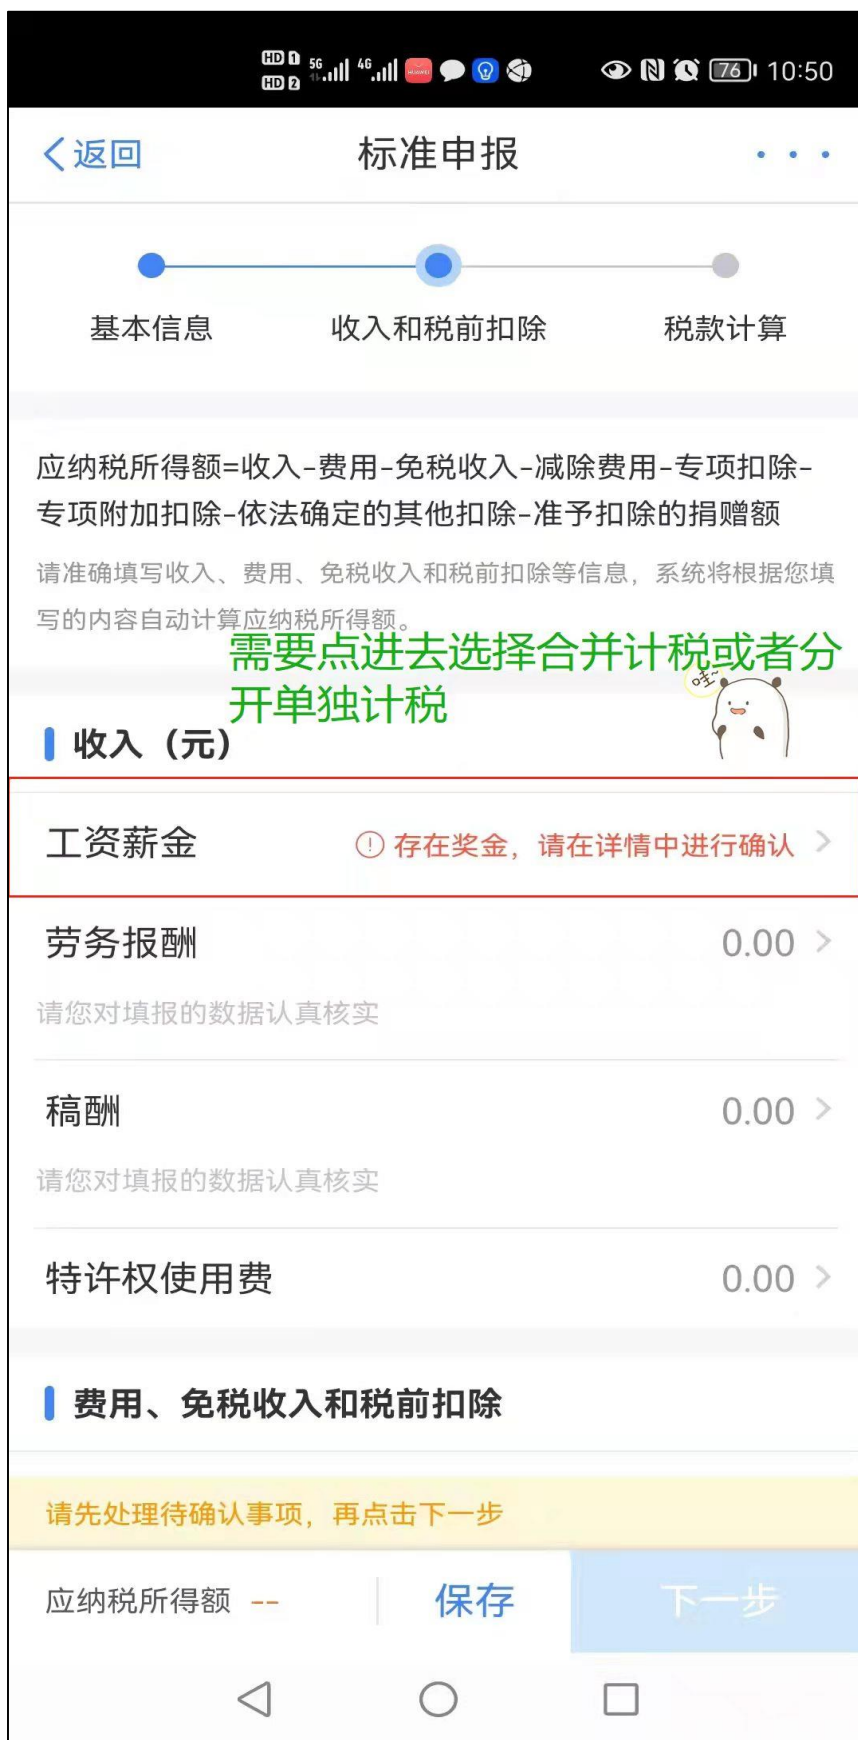 HD 1 5G 4G HUAWEI N 76 10:50
HD 2
返回 标准申报
基本信息 收入和税前扣除 税款计算
应纳税所得额=收入-费用-免税收入-减除费用-专项扣除-
专项附加扣除-依法确定的其他扣除-准予扣除的捐赠额
请准确填写收入、费用、免税收入和税前扣除等信息，系统将根据您填
写的内容自动计算应纳税所得额。
需要点进去选择合并计税或者分
开单独计税
哇~
收入（元）
工资薪金 存在奖金，请在详情中进行确认
劳务报酬 0.00
请您对填报的数据认真核实
稿酬 0.00
请您对填报的数据认真核实
特许权使用费 0.00
费用、免税收入和税前扣除
请先处理待确认事项，再点击下一步
应纳税所得额 -- 保存 下一步